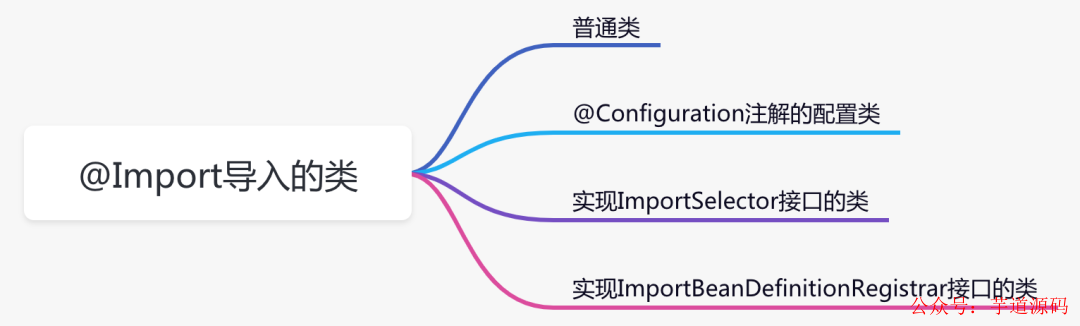 普通类
@Configuration注解的配置类
@Import导入的类
实现ImportSelector接口的类
实现ImportBeanDefinitionRegistrar接口的类
公众号：芋道源码